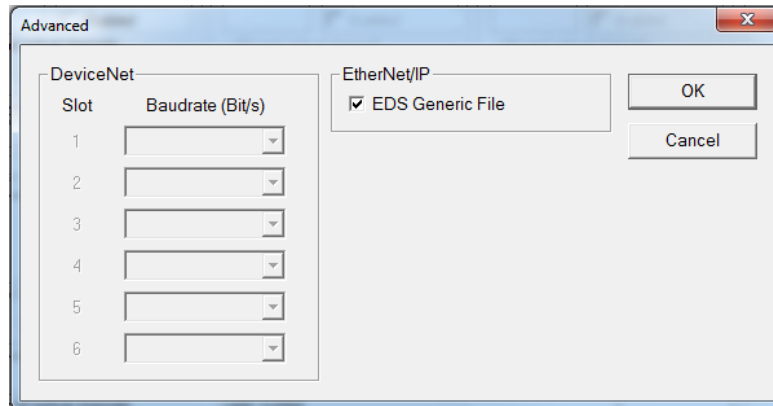 Advanced
DeviceNet
Slot Baudrate (Bit/s)
1
2
3
4
5
6
EtherNet/IP
EDS Generic File
OK
Cancel